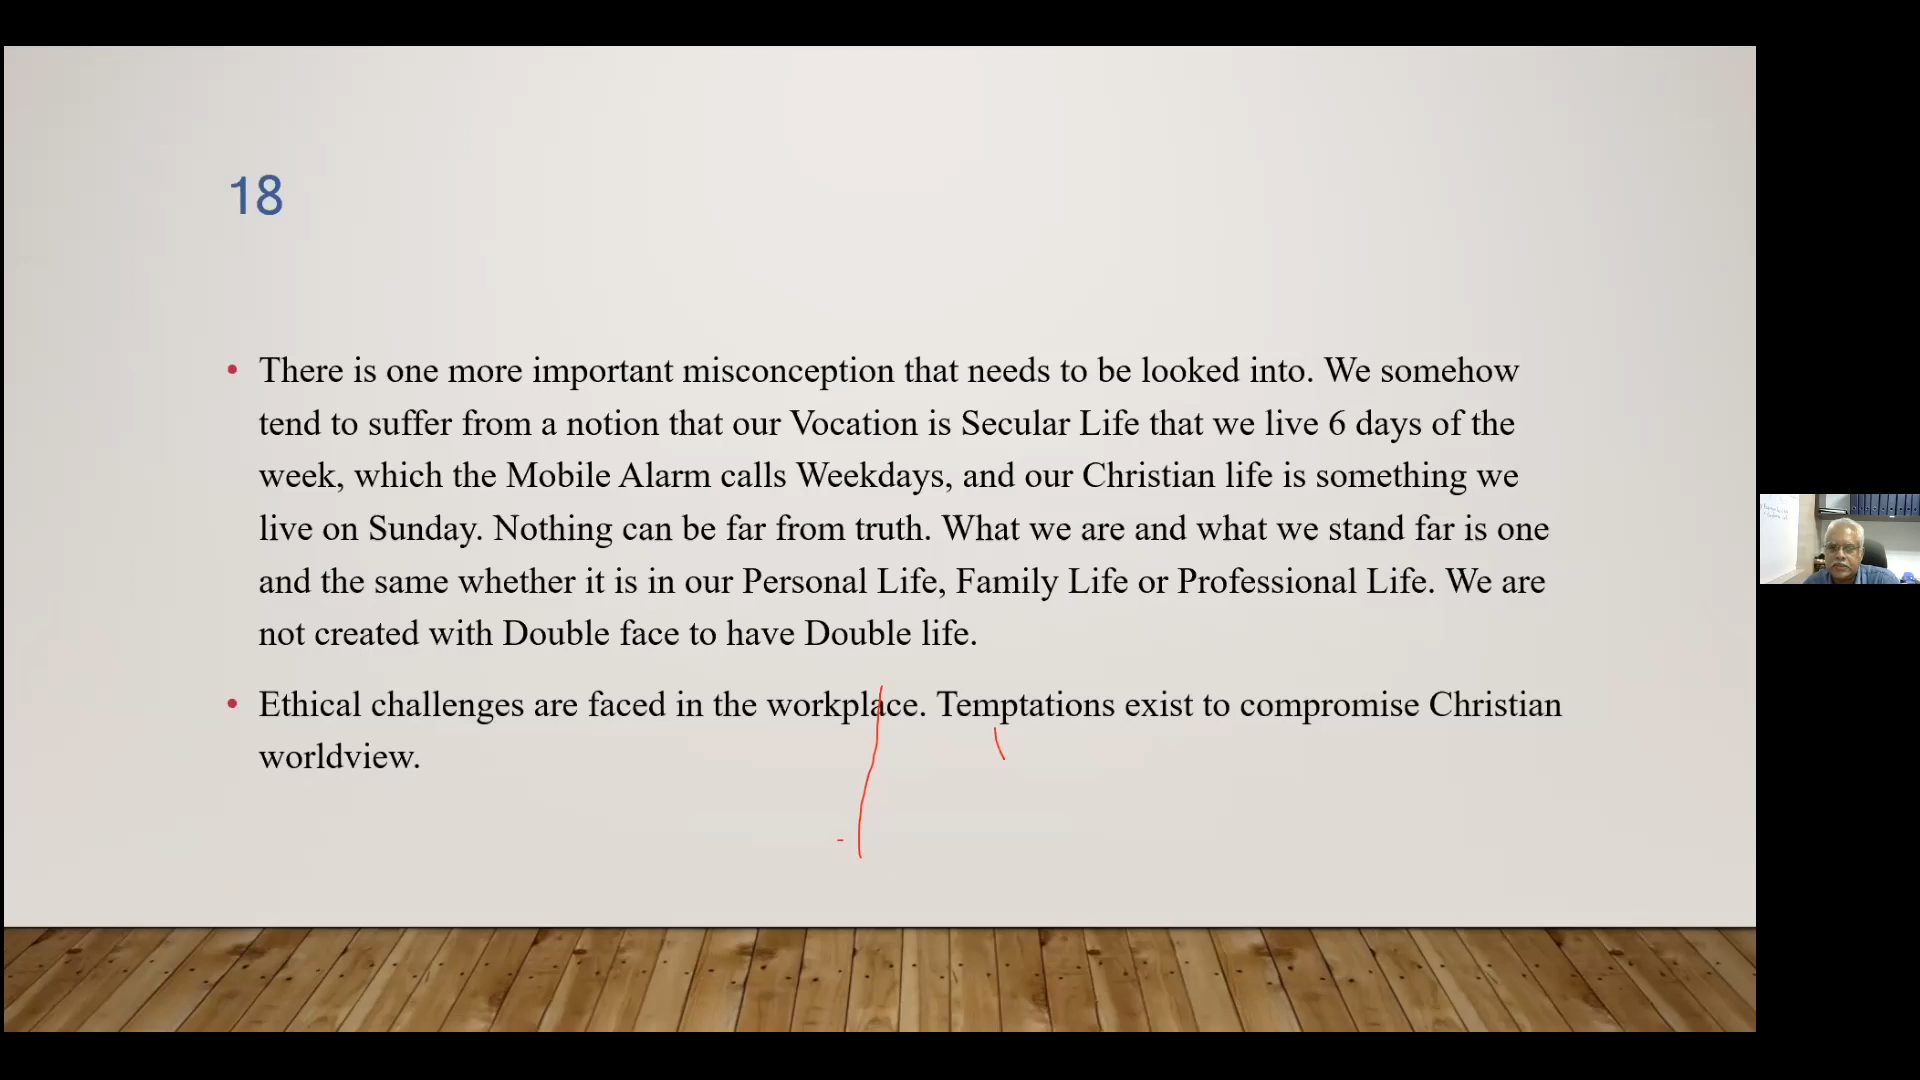 18
• There is one more important misconception that needs to be looked into. We somehow
tend to suffer from a notion that our Vocation is Secular Life that we live 6 days of the
week, which the Mobile Alarm calls Weekdays, and our Christian life is something we
live on Sunday. Nothing can be far from truth. What we are and what we stand far is one
and the same whether it is in our Personal Life, Family Life or Professional Life. We are
not created with Double face to have Double life.
• Ethical challenges are faced in the workplace. Temptations exist to compromise Christian
worldview.